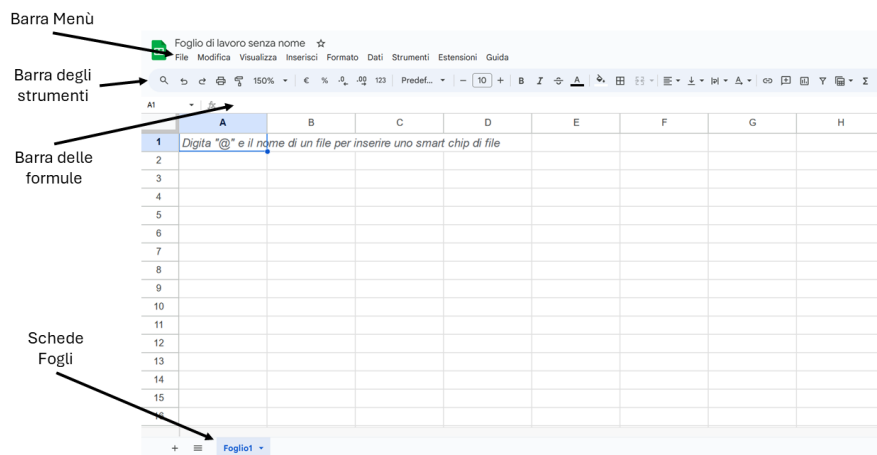 Barra Menù
Foglio di lavoro senza nome
File Modifica Visualizza Inserisci Formato Dati Strumenti Estensioni Guida
Barra degli
strumenti
150% € % .0 .00 123 Predef... − 10 + B I A
A1 fx
A B C D E F G H
1 Digita "@" e il nome di un file per inserire uno smart chip di file
Barra delle
formule
2
3
4
5
6
7
8
9
10
11
12
Schede
Fogli
13
14
15
16
+ Foglio1